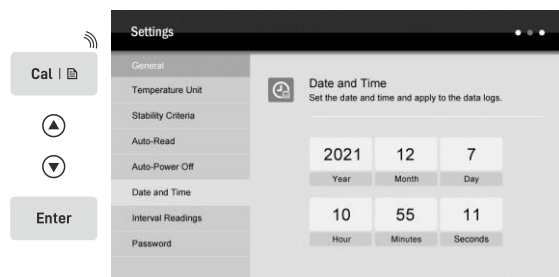 Settings
Cal
Enter
General
Temperature Unit
Stability Criteria
Auto-Read
Auto-Power Off
Date and Time
Interval Readings
Password
Date and Time
Set the date and time and apply to the data logs.
2021 12 7
Year Month Day
10 55 11
Hour Minutes Seconds